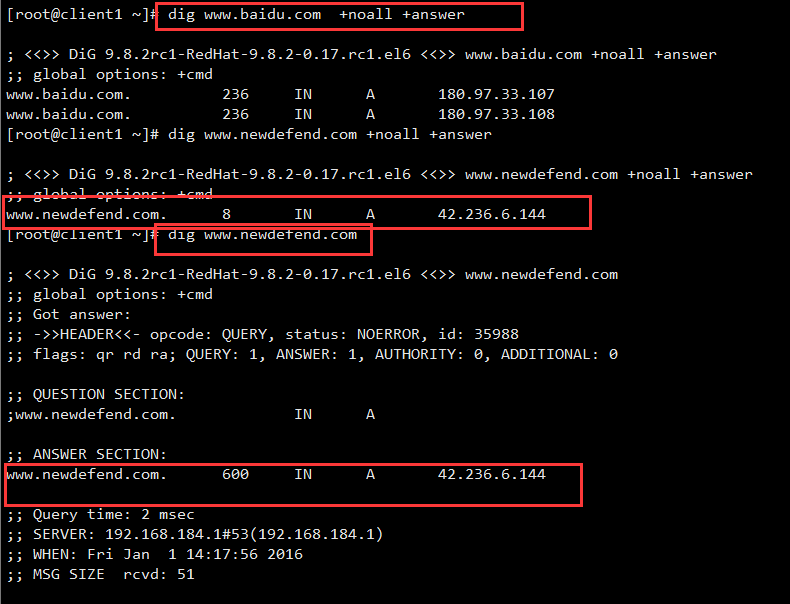 [root@client1 ~]# dig www.baidu.com  +noall +answer
; <<>> DiG 9.8.2rc1-RedHat-9.8.2-0.17.rc1.el6 <<>> www.baidu.com +noall +answer
;; global options: +cmd
www.baidu.com.          236     IN      A       180.97.33.107
www.baidu.com.          236     IN      A       180.97.33.108
[root@client1 ~]# dig www.newdefend.com +noall +answer
; <<>> DiG 9.8.2rc1-RedHat-9.8.2-0.17.rc1.el6 <<>> www.newdefend.com +noall +answer
;; global options: +cmd
www.newdefend.com.      8       IN      A       42.236.6.144
[root@client1 ~]# dig www.newdefend.com
; <<>> DiG 9.8.2rc1-RedHat-9.8.2-0.17.rc1.el6 <<>> www.newdefend.com
;; global options: +cmd
;; Got answer:
;; ->>HEADER<<- opcode: QUERY, status: NOERROR, id: 35988
;; flags: qr rd ra; QUERY: 1, ANSWER: 1, AUTHORITY: 0, ADDITIONAL: 0
;; QUESTION SECTION:
;www.newdefend.com.             IN      A
;; ANSWER SECTION:
www.newdefend.com.      600     IN      A       42.236.6.144
;; Query time: 2 msec
;; SERVER: 192.168.184.1#53(192.168.184.1)
;; WHEN: Fri Jan  1 14:17:56 2016
;; MSG SIZE  rcvd: 51